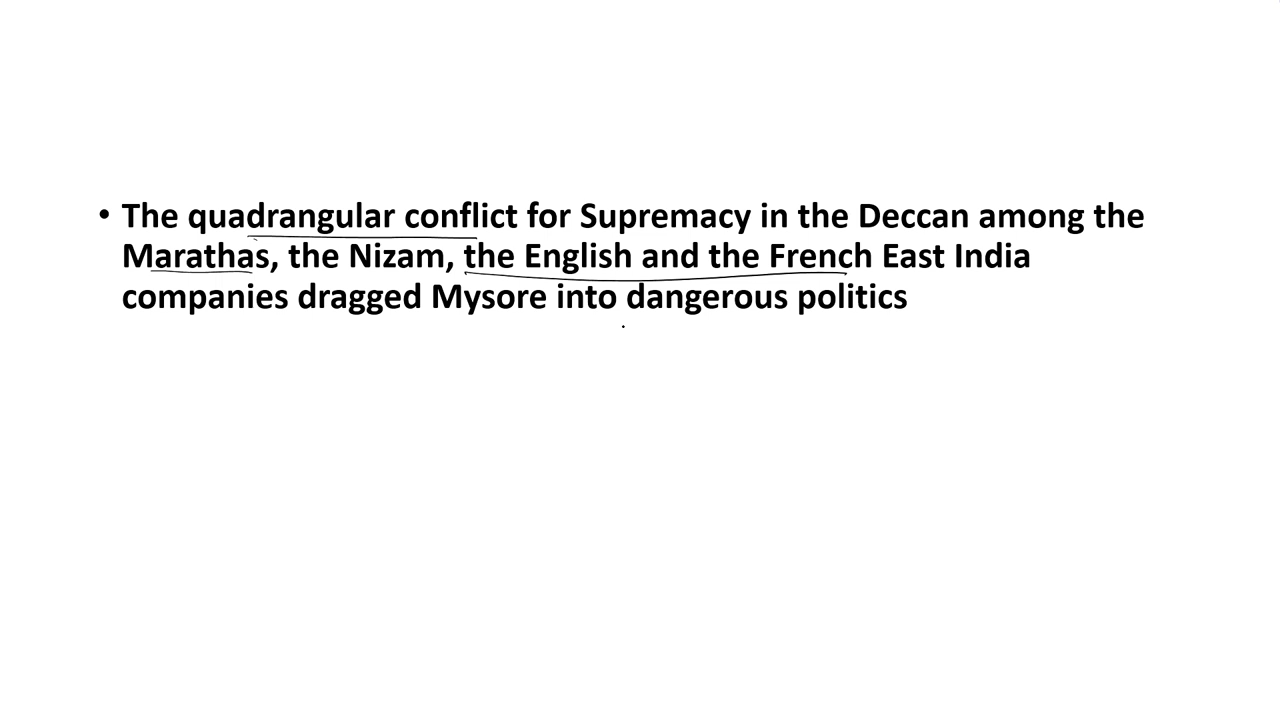 • The quadrangular conflict for Supremacy in the Deccan among the
Marathas, the Nizam, the English and the French East India
companies dragged Mysore into dangerous politics